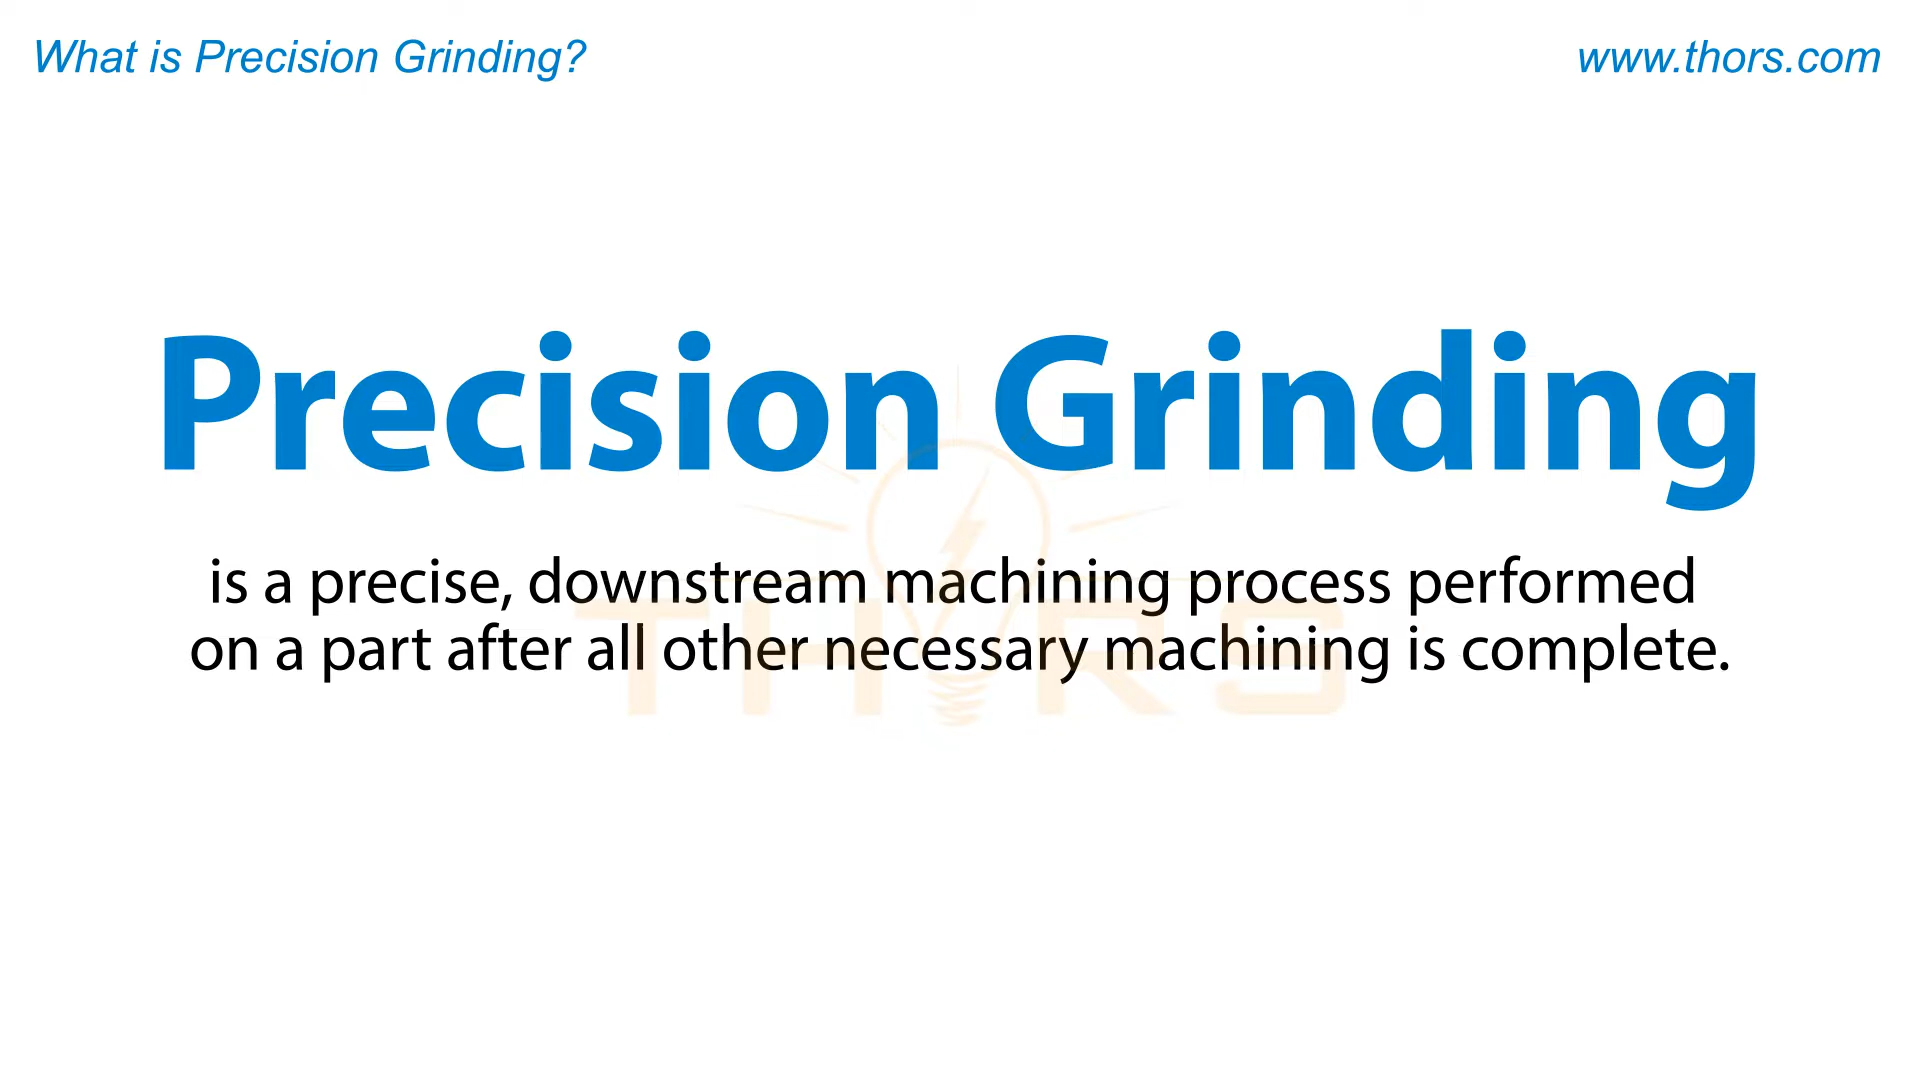 What is Precision Grinding?
www.thors.com
Precision Grinding
is a precise, downstream machining process performed
on a part after all other necessary machining is complete.
THORS